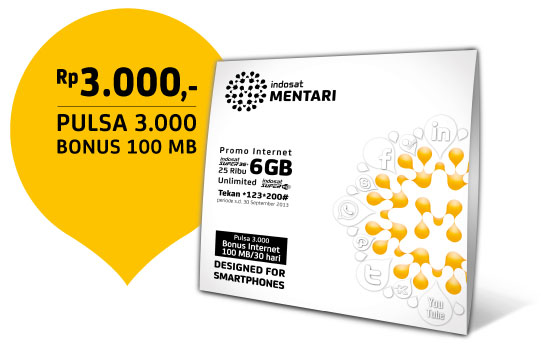 Rp3.000,-
PULSA 3.000
BONUS 100 MB
indosat
MENTARI
Promo Internet
indosat SUPER 3G+ 6GB
25 Ribu
Unlimited indosat SUPER
Tekan *123*200#
periode s.d. 30 September 2013
Pulsa 3.000
Bonus Internet
100 MB/30 hari
DESIGNED FOR
SMARTPHONES
f
in
t
You
Tube